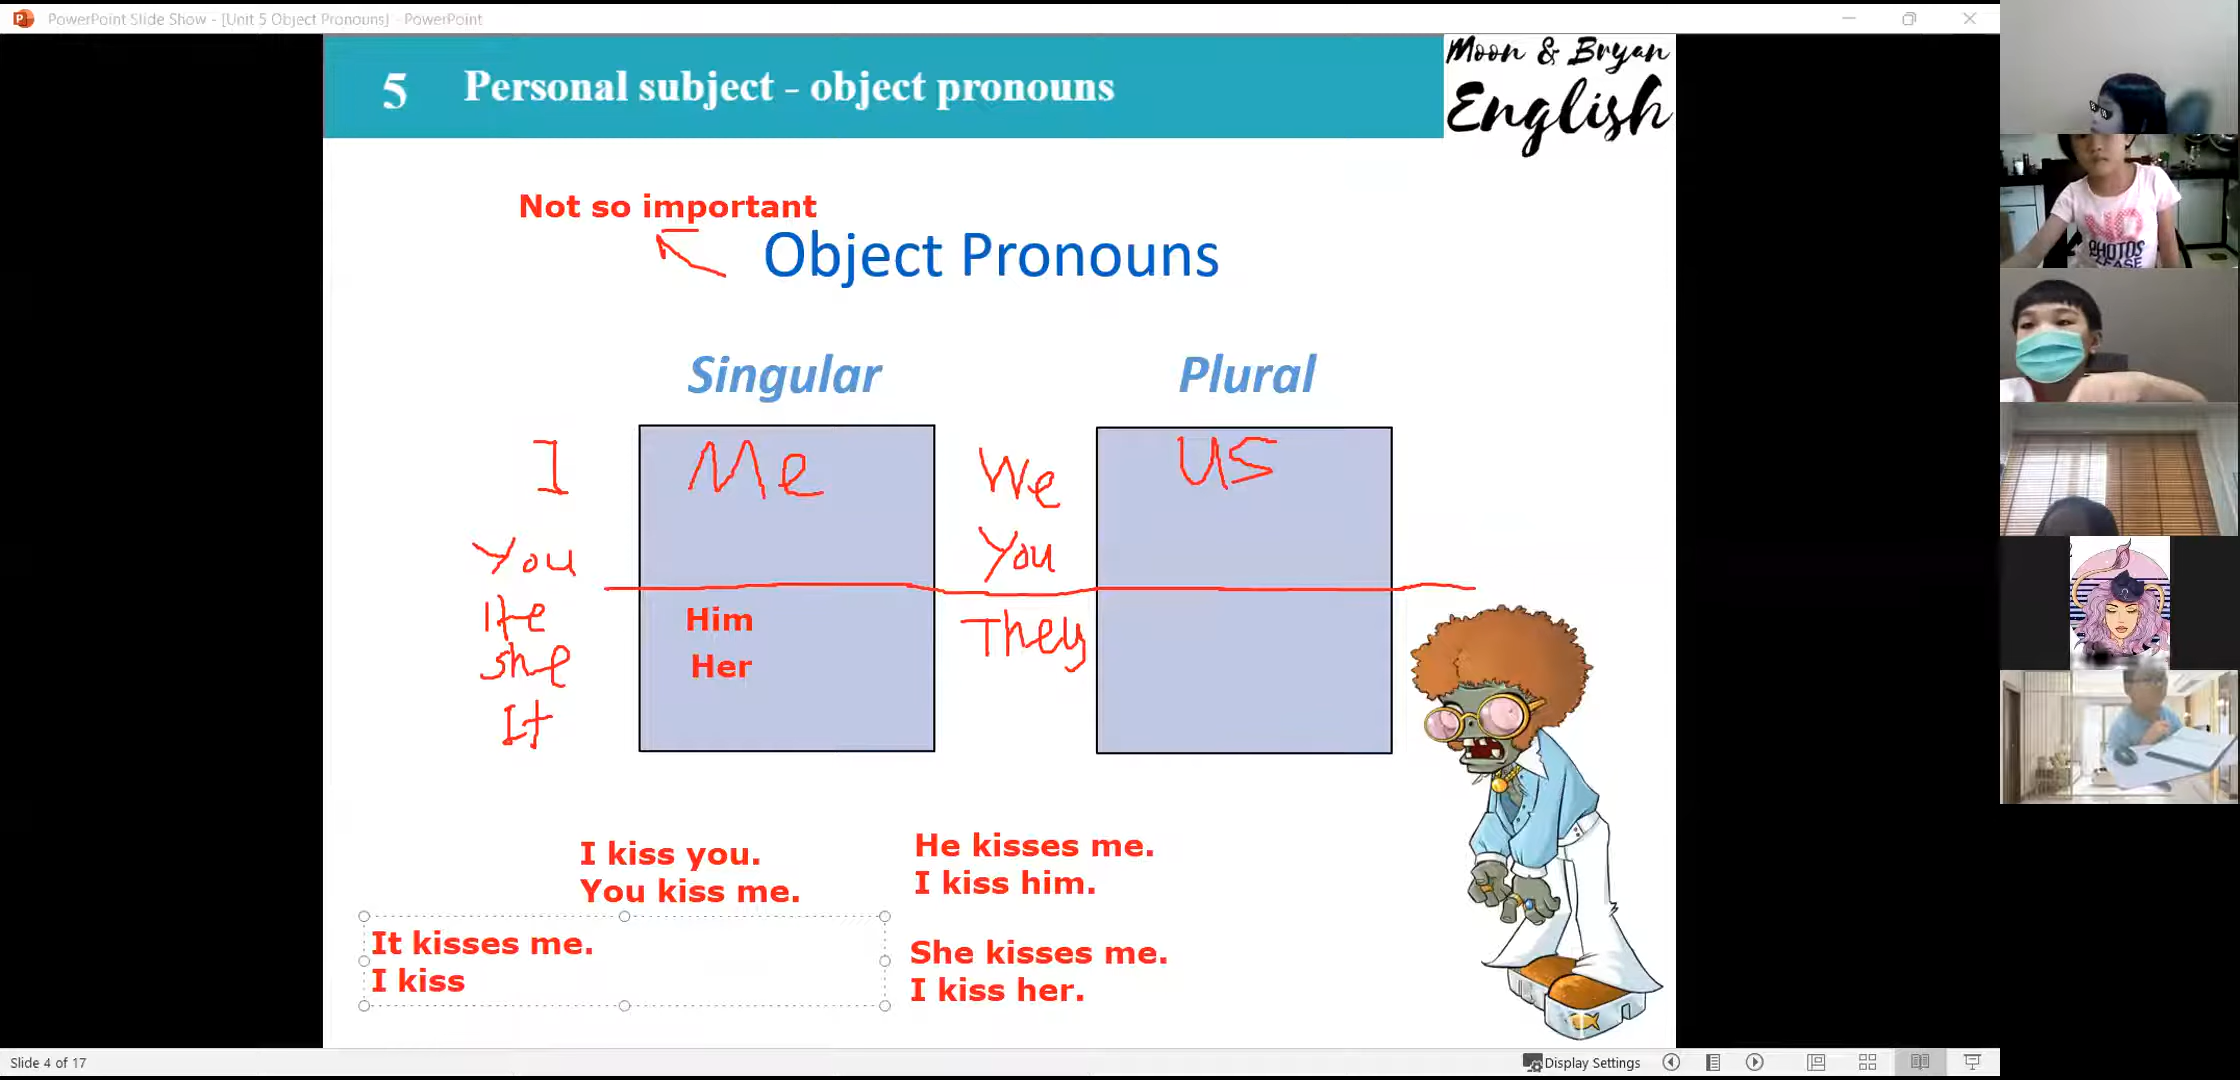 PowerPoint Slide Show - [Unit 5 Object Pronouns] - PowerPoint
5 Personal subject - object pronouns
Moon & Bryan
English
Not so important
Object Pronouns
Singular Plural
I Me We us
You You
He Him They
she Her
It
I kiss you.
You kiss me.
He kisses me.
I kiss him.
It kisses me.
I kiss
She kisses me.
I kiss her.
NO
PHOTOS
Slide 4 of 17
Display Settings